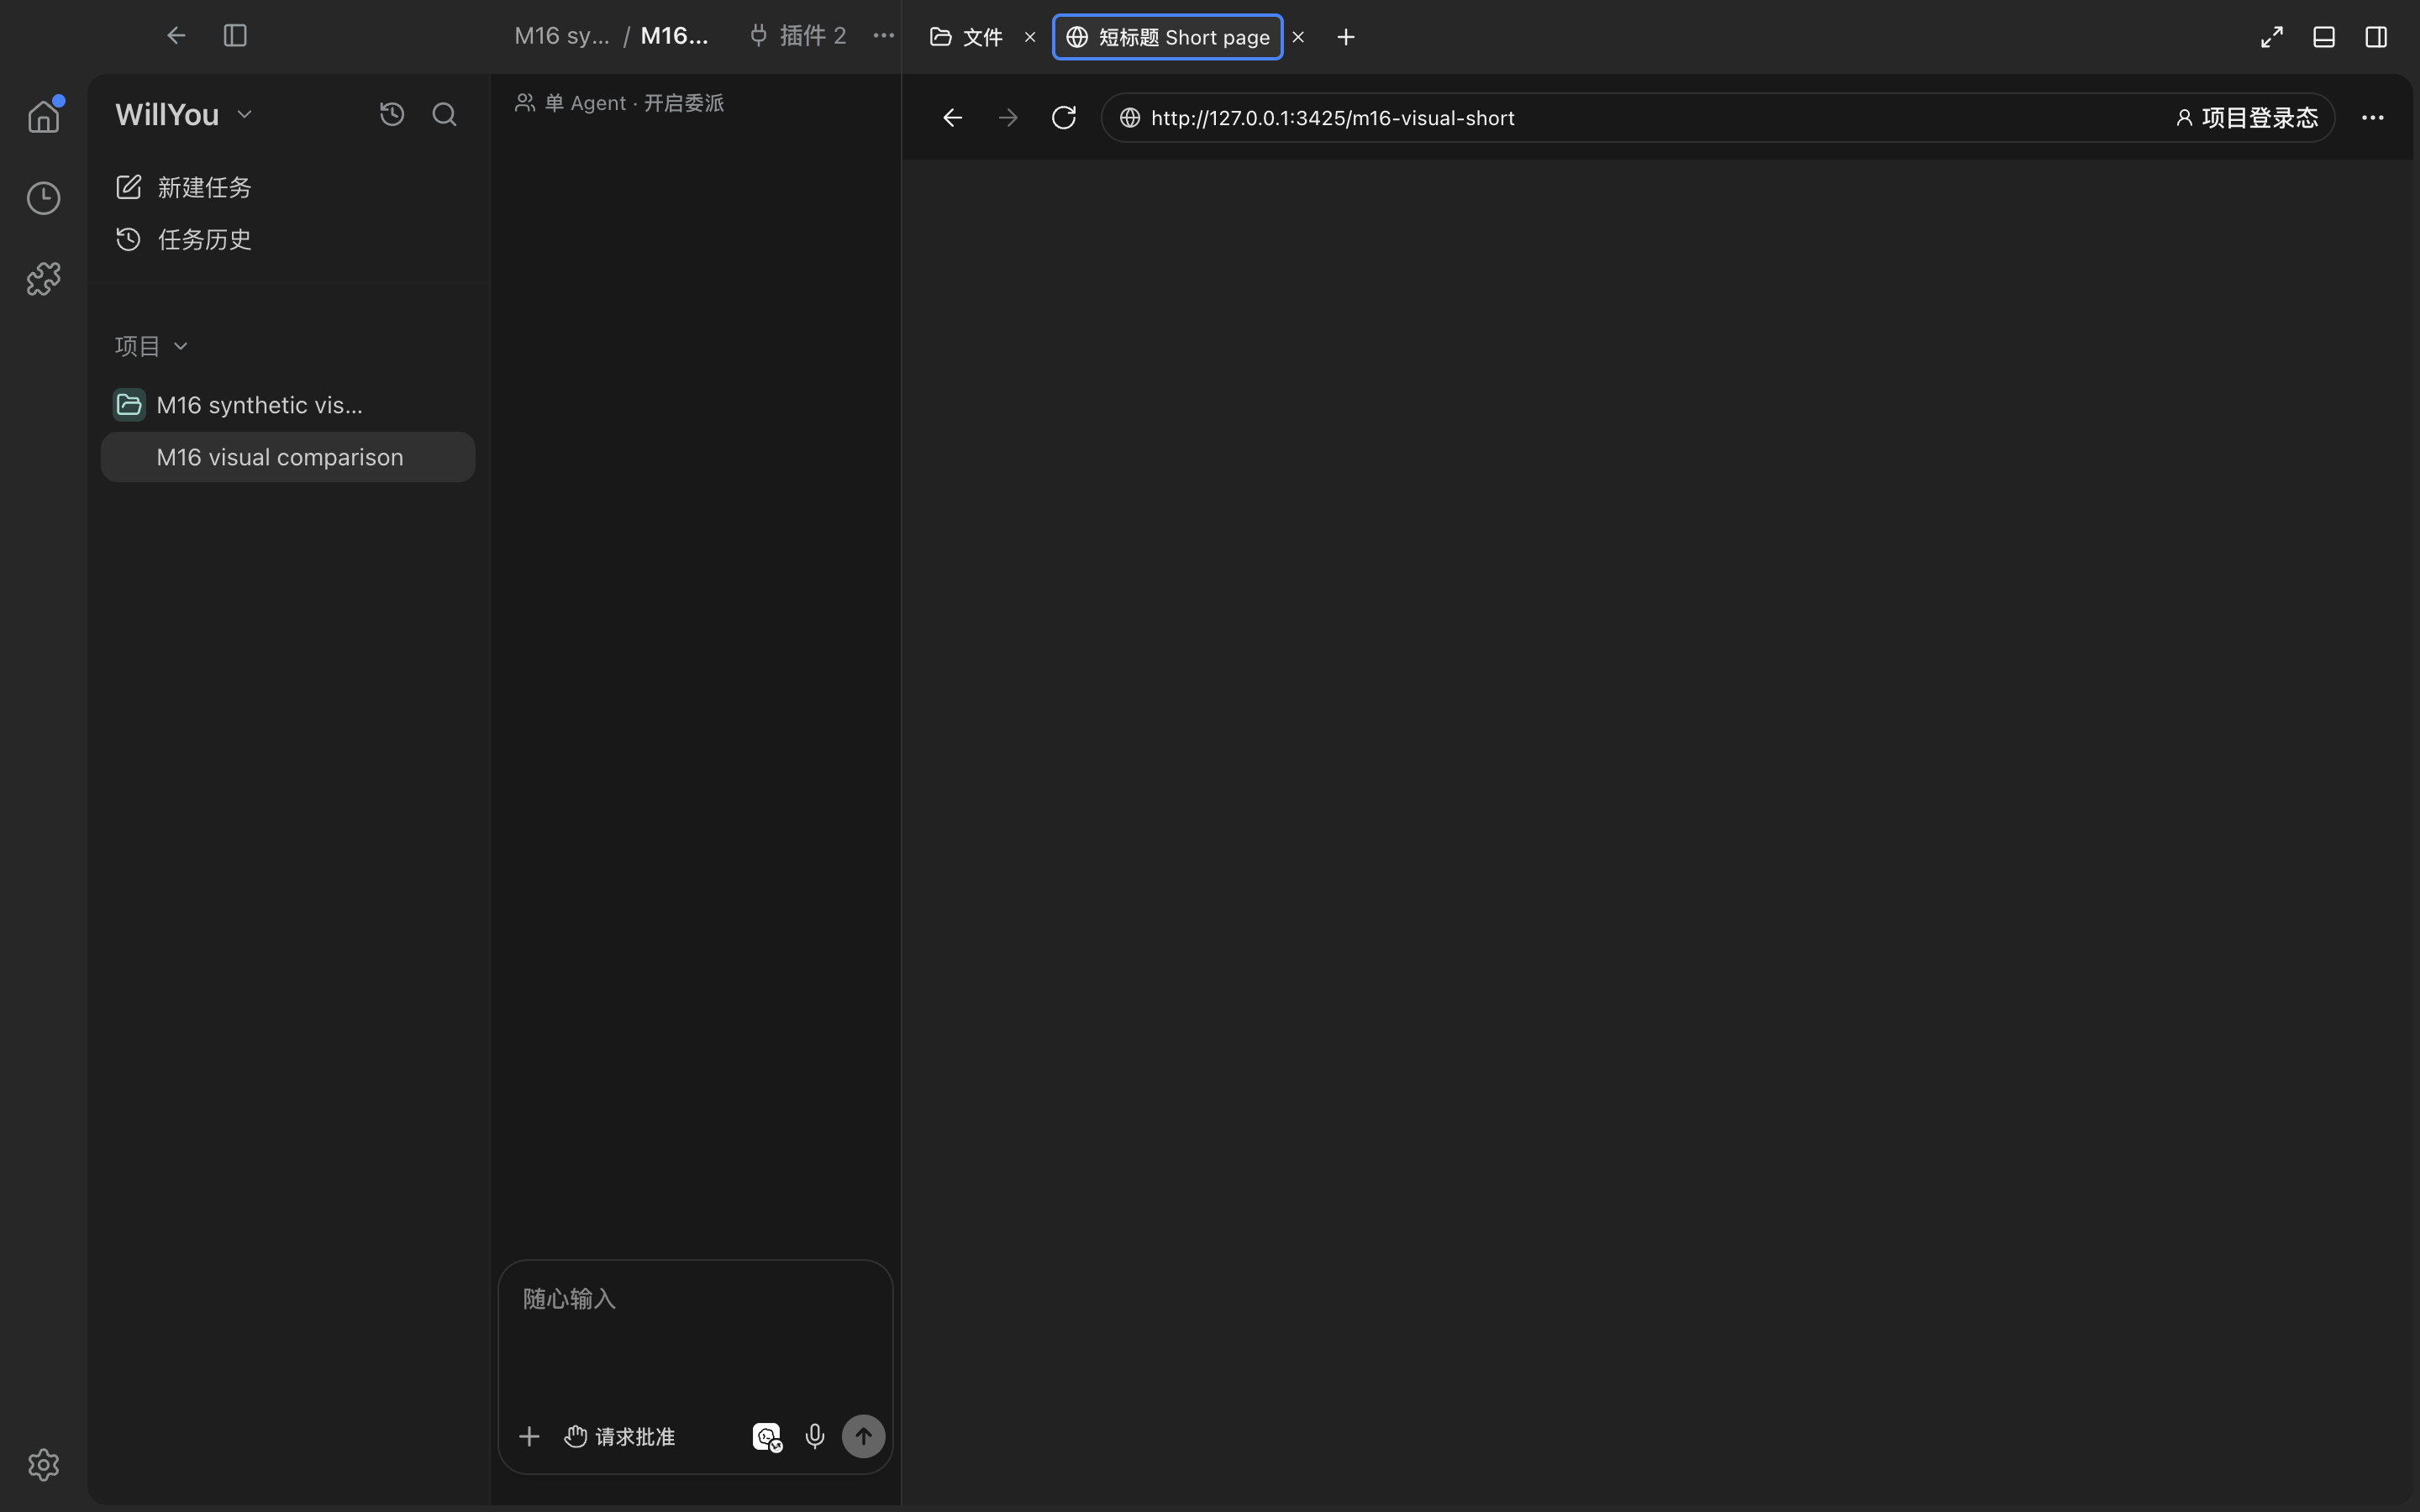 M16 sy... / M16... 插件 2
文件
短标题 Short page
WillYou
单 Agent · 开启委派
http://127.0.0.1:3425/m16-visual-short
项目登录态
新建任务
任务历史
项目
M16 synthetic vis...
M16 visual comparison
随心输入
请求批准